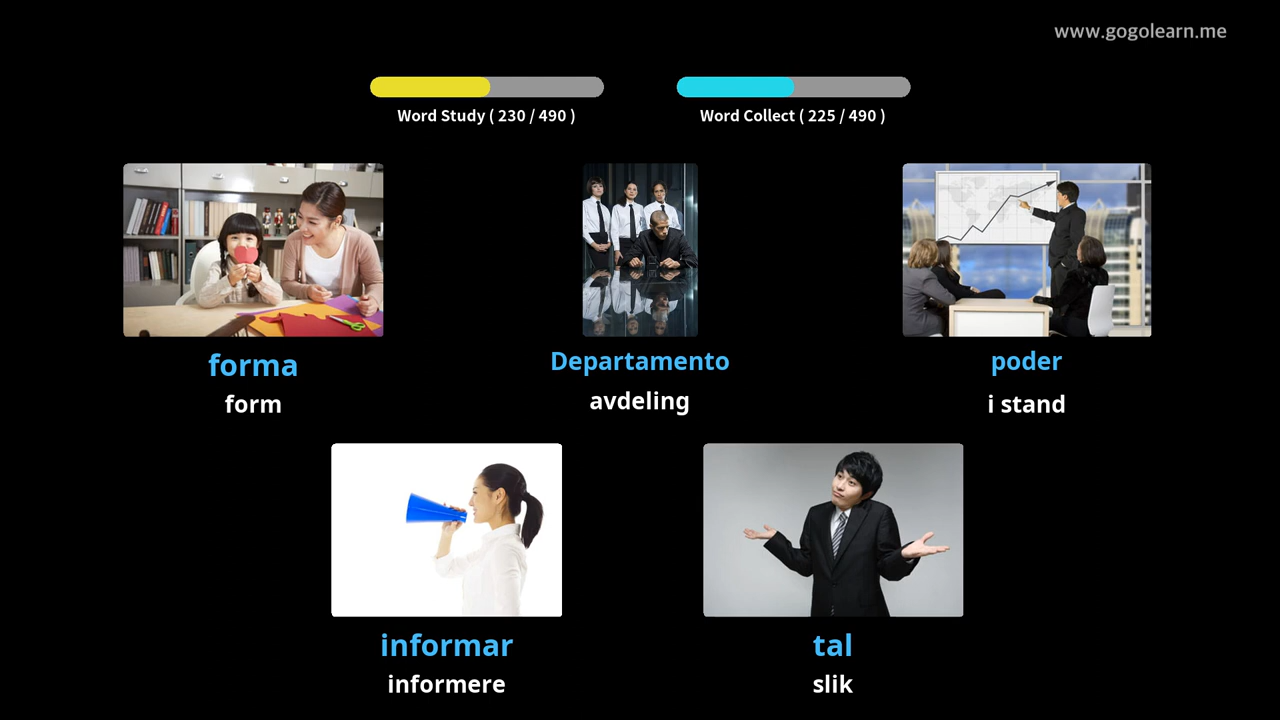 www.gogolearn.me
Word Study ( 230 / 490 )
Word Collect ( 225 / 490 )
forma
form
Departamento
avdeling
poder
i stand
informar
informere
tal
slik